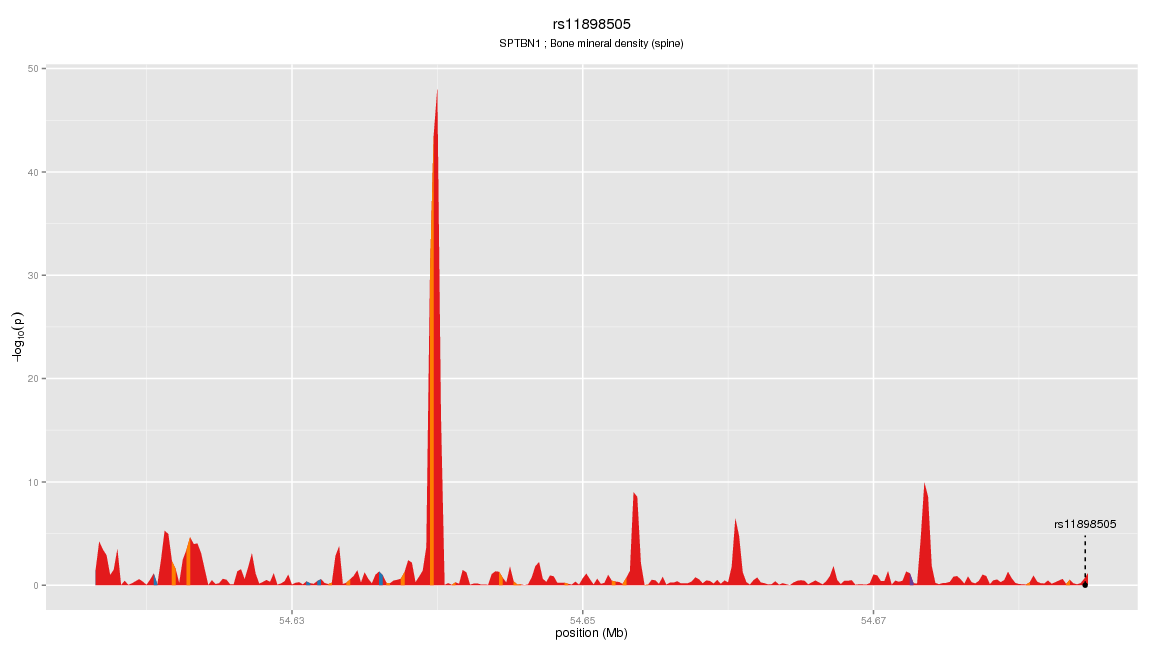 rs11898505
SPTBN1 ; Bone mineral density (spine)
50
40
30
20
10
0
−log10(p)
rs11898505
54.63
54.65
54.67
position (Mb)